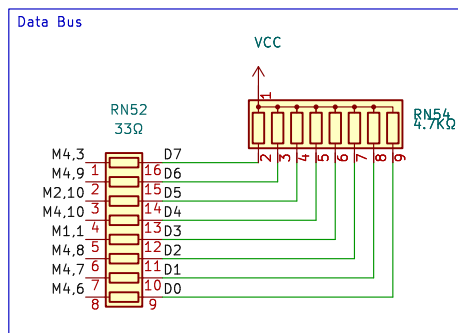 Data Bus
VCC
1
RN52
33Ω
RN54
4.7KΩ
2 3 4 5 6 7 8 9
M4,3 1 16 D7
M4,9 2 15 D6
M2,10 3 14 D5
M4,10 4 13 D4
M1,1 5 12 D3
M4,8 6 11 D2
M4,7 7 10 D1
M4,6 8 9 D0